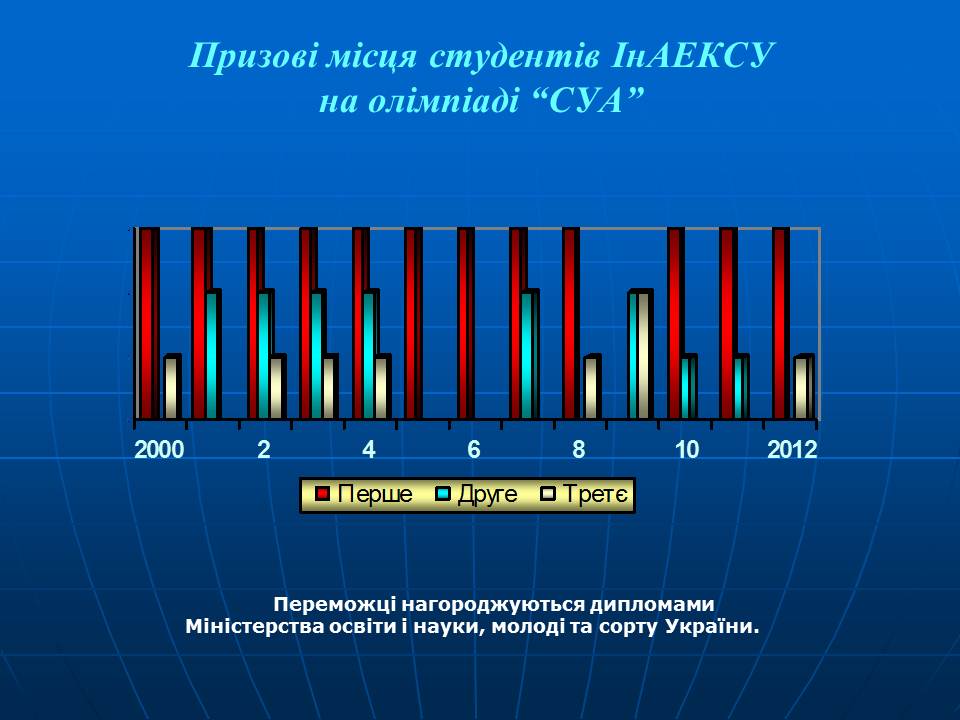 Призові місця студентів ІнАЕКСУ
на олімпіаді “СУА”
2000 2 4 6 8 10 2012
Перше Друге Третє
Переможці нагороджуються дипломами
Міністерства освіти і науки, молоді та сорту України.